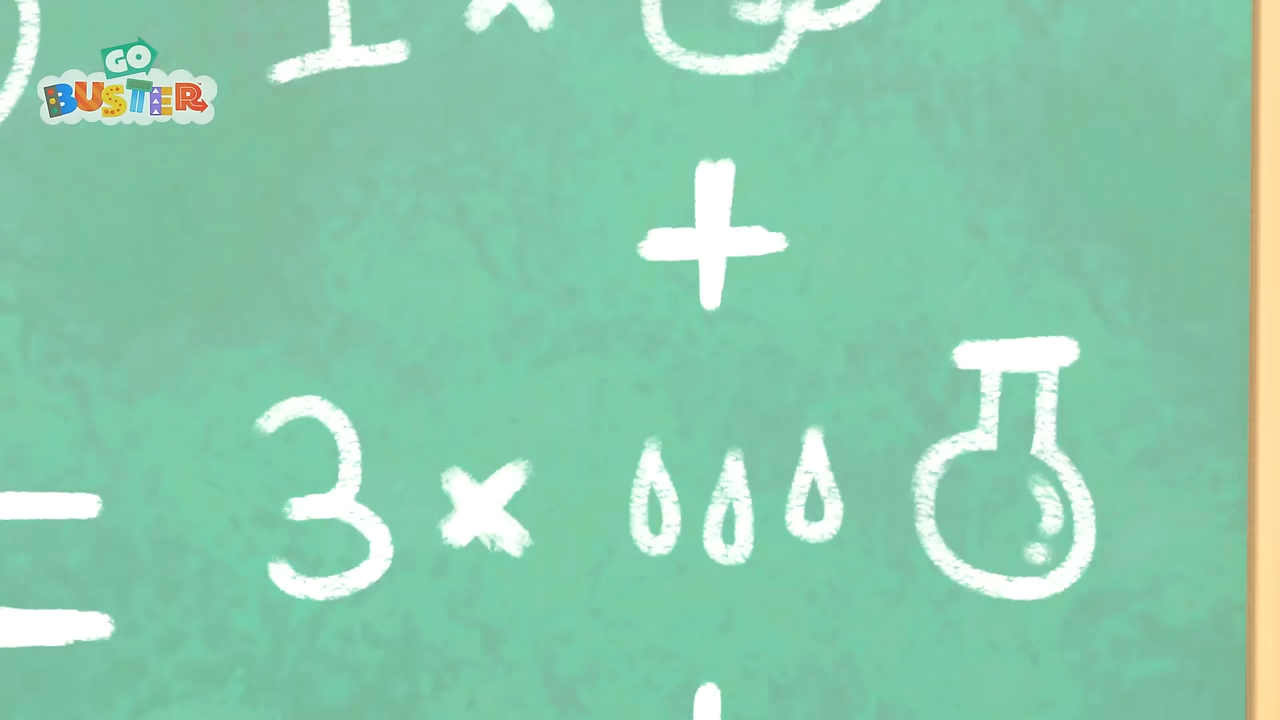 GO
BUSTER
1 ×
+
= 3 ×